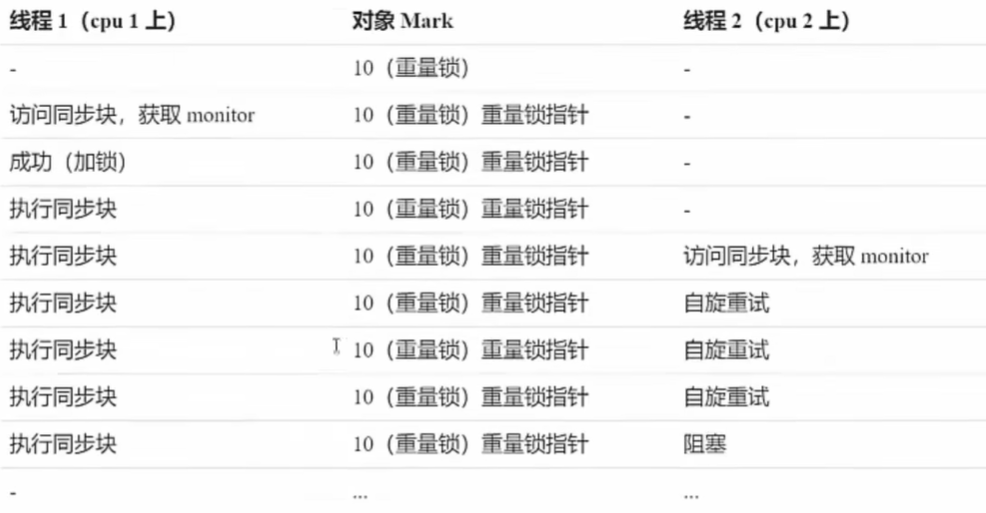 线程 1（cpu 1 上） 对象 Mark 线程 2（cpu 2 上）
- 10（重量锁） -
访问同步块，获取 monitor 10（重量锁）重量锁指针 -
成功（加锁） 10（重量锁）重量锁指针 -
执行同步块 10（重量锁）重量锁指针 -
执行同步块 10（重量锁）重量锁指针 访问同步块，获取 monitor
执行同步块 10（重量锁）重量锁指针 自旋重试
执行同步块 10（重量锁）重量锁指针 自旋重试
执行同步块 10（重量锁）重量锁指针 自旋重试
执行同步块 10（重量锁）重量锁指针 阻塞
- ... ...